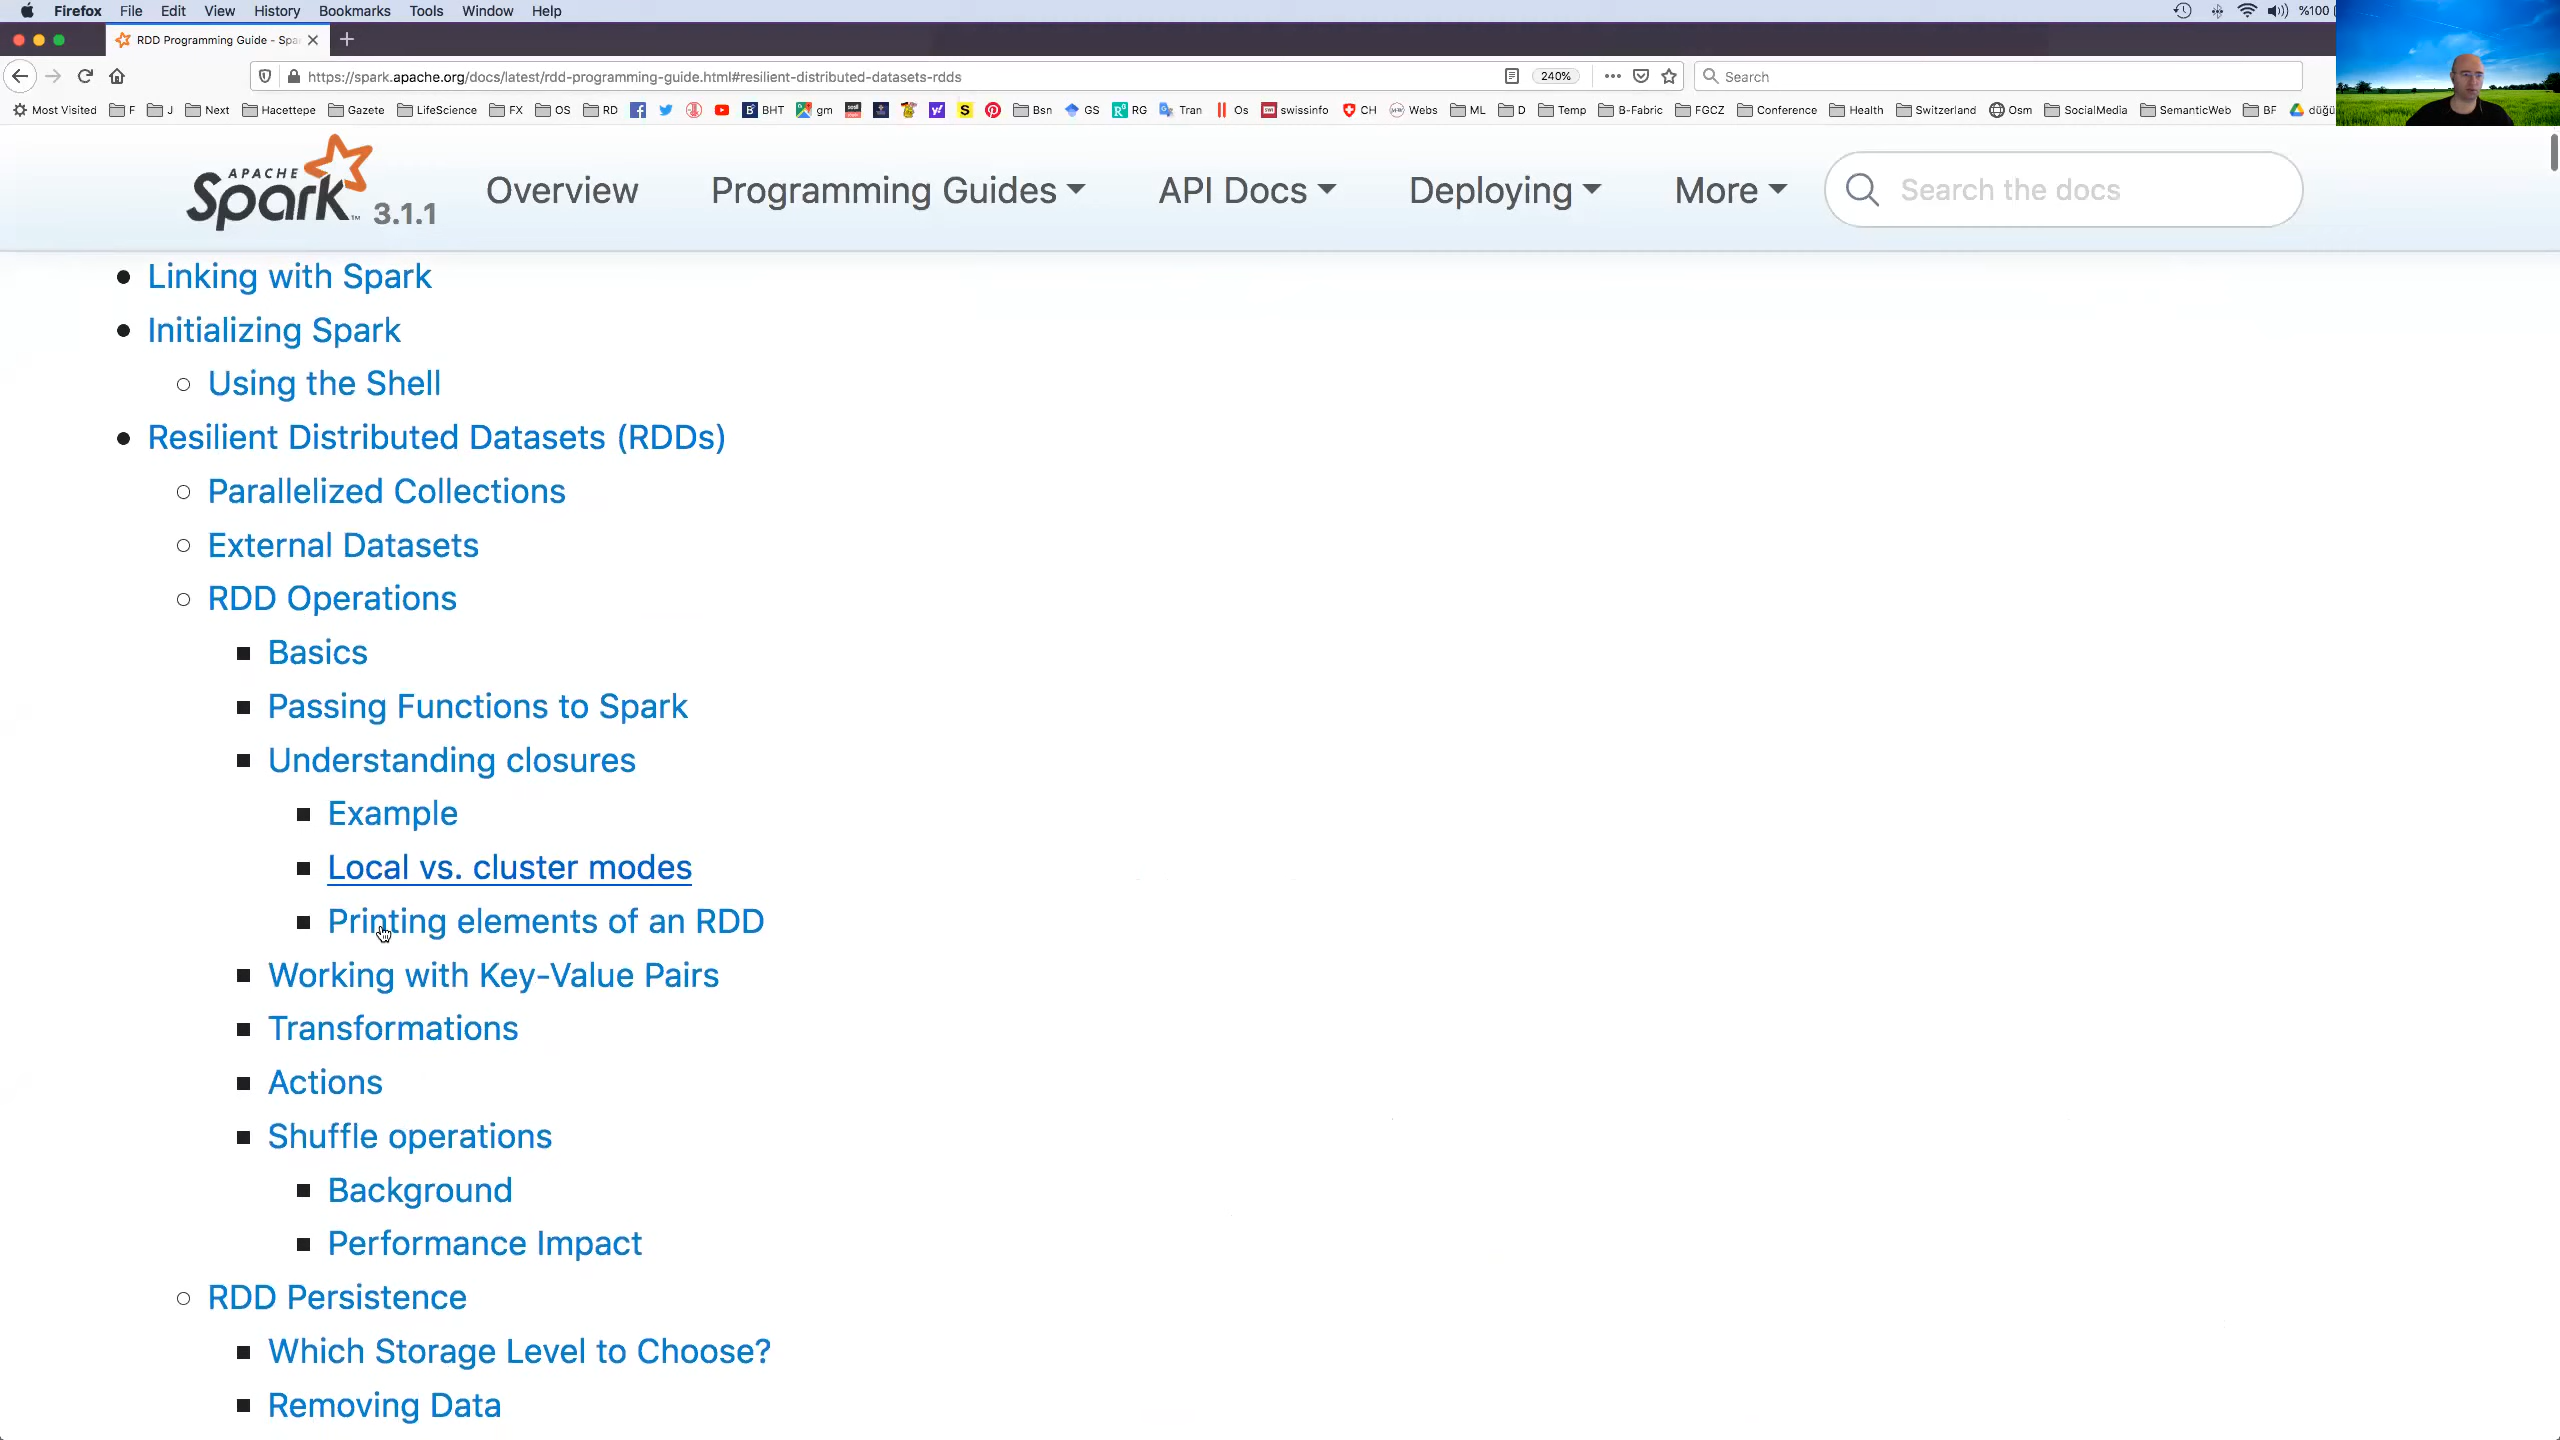 Firefox File Edit View History Bookmarks Tools Window Help %100
RDD Programming Guide - Spa
https://spark.apache.org/docs/latest/rdd-programming-guide.html#resilient-distributed-datasets-rdds 240% Search
Most Visited F J Next Hacettepe Gazete LifeScience FX OS RD BHT gm Bsn GS RG Tran Os swissinfo CH Webs ML D Temp B-Fabric FGCZ Conference Health Switzerland Osm SocialMedia SemanticWeb BF düğü
APACHE Spark 3.1.1 Overview Programming Guides API Docs Deploying More Search the docs
Linking with Spark
Initializing Spark
Using the Shell
Resilient Distributed Datasets (RDDs)
Parallelized Collections
External Datasets
RDD Operations
Basics
Passing Functions to Spark
Understanding closures
Example
Local vs. cluster modes
Printing elements of an RDD
Working with Key-Value Pairs
Transformations
Actions
Shuffle operations
Background
Performance Impact
RDD Persistence
Which Storage Level to Choose?
Removing Data